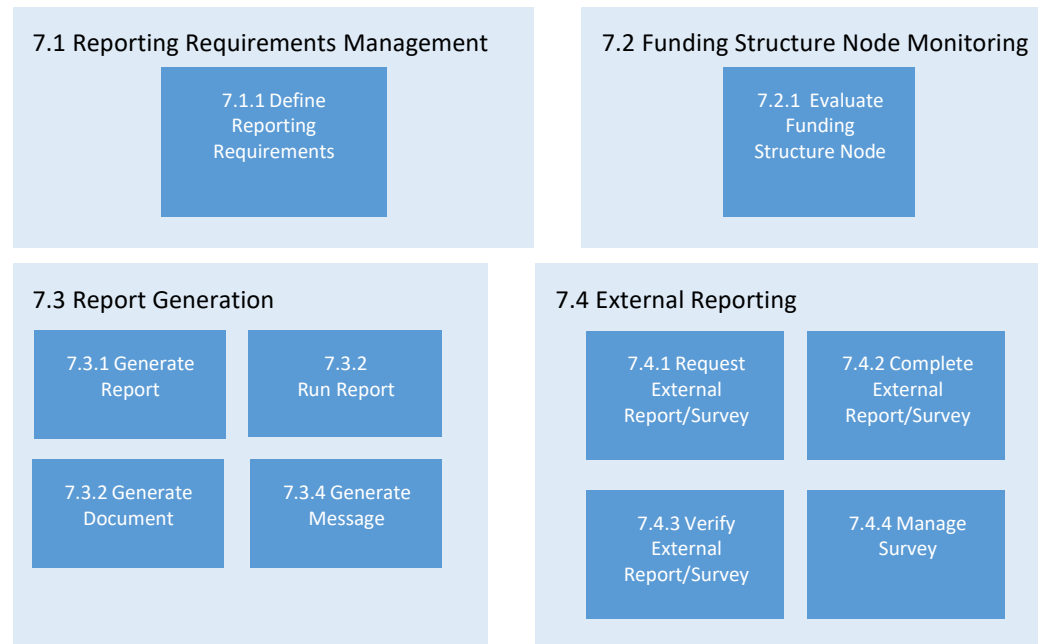 7.1 Reporting Requirements Management
7.1.1 Define
Reporting
Requirements
7.2 Funding Structure Node Monitoring
7.2.1 Evaluate
Funding
Structure Node
7.3 Report Generation
7.3.1 Generate
Report
7.3.2
Run Report
7.3.2 Generate
Document
7.3.4 Generate
Message
7.4 External Reporting
7.4.1 Request
External
Report/Survey
7.4.2 Complete
External
Report/Survey
7.4.3 Verify
External
Report/Survey
7.4.4 Manage
Survey